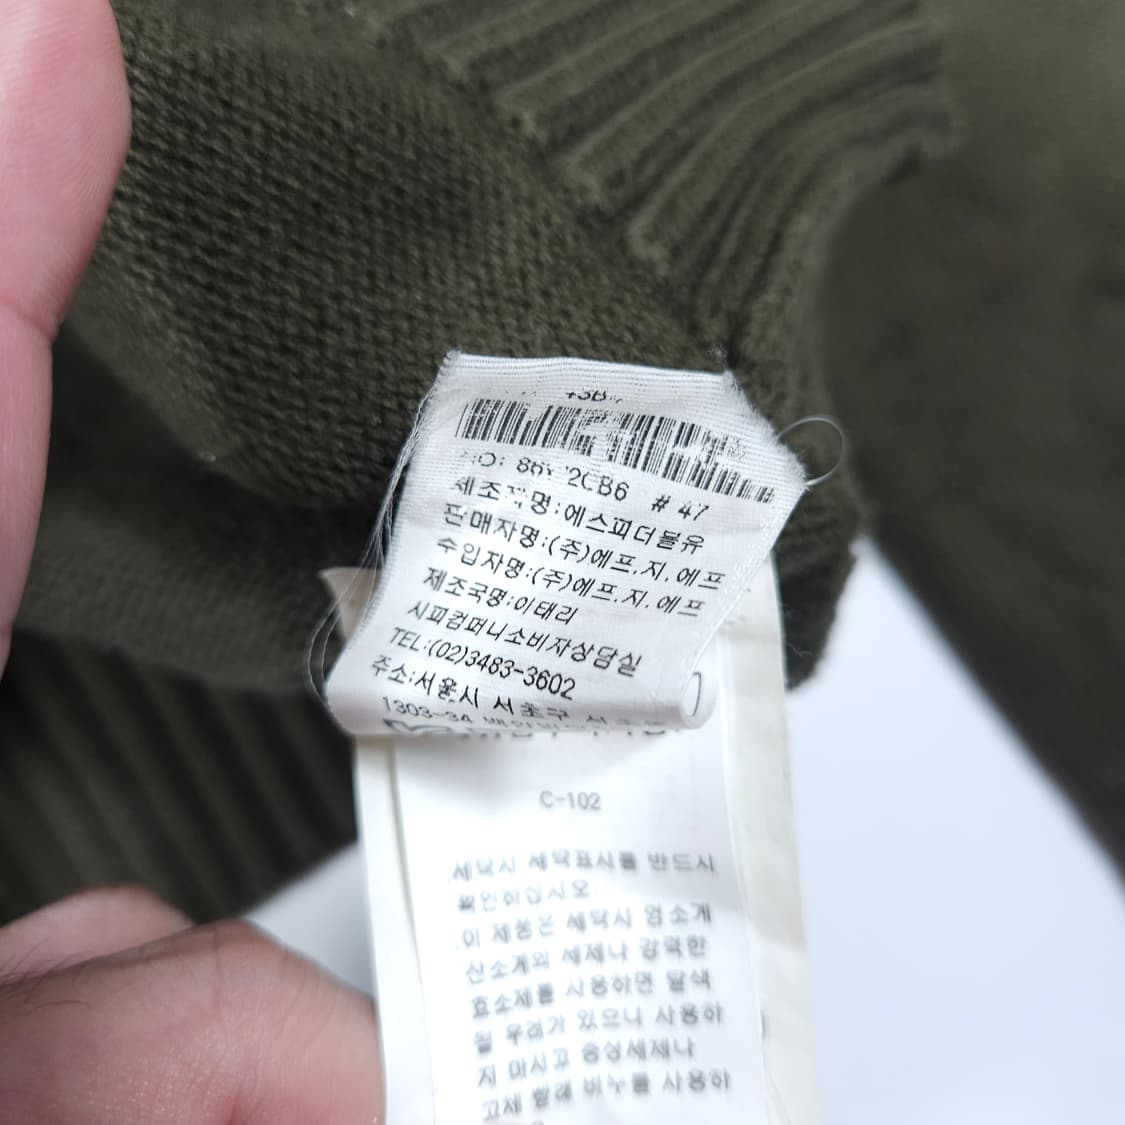 # 47
제조자명:에스피더블유
판매자명:(주)에프.지.에프
수입자명:(주)에프.지.에프
제조국명:이태리
시피컴퍼니소비자상담실
TEL:(02)3483-3602
주소:서울시 서초구
1303-34
C-102
세탁시 세탁표시를 반드시
확인하십시오.
이 제품은 세탁시 염소계
산소계의 세제나 강력한
효소제를 사용하면 탈색
될 우려가 있으니 사용하
지 마시고 중성세제나
고체 빨래 비누를 사용하